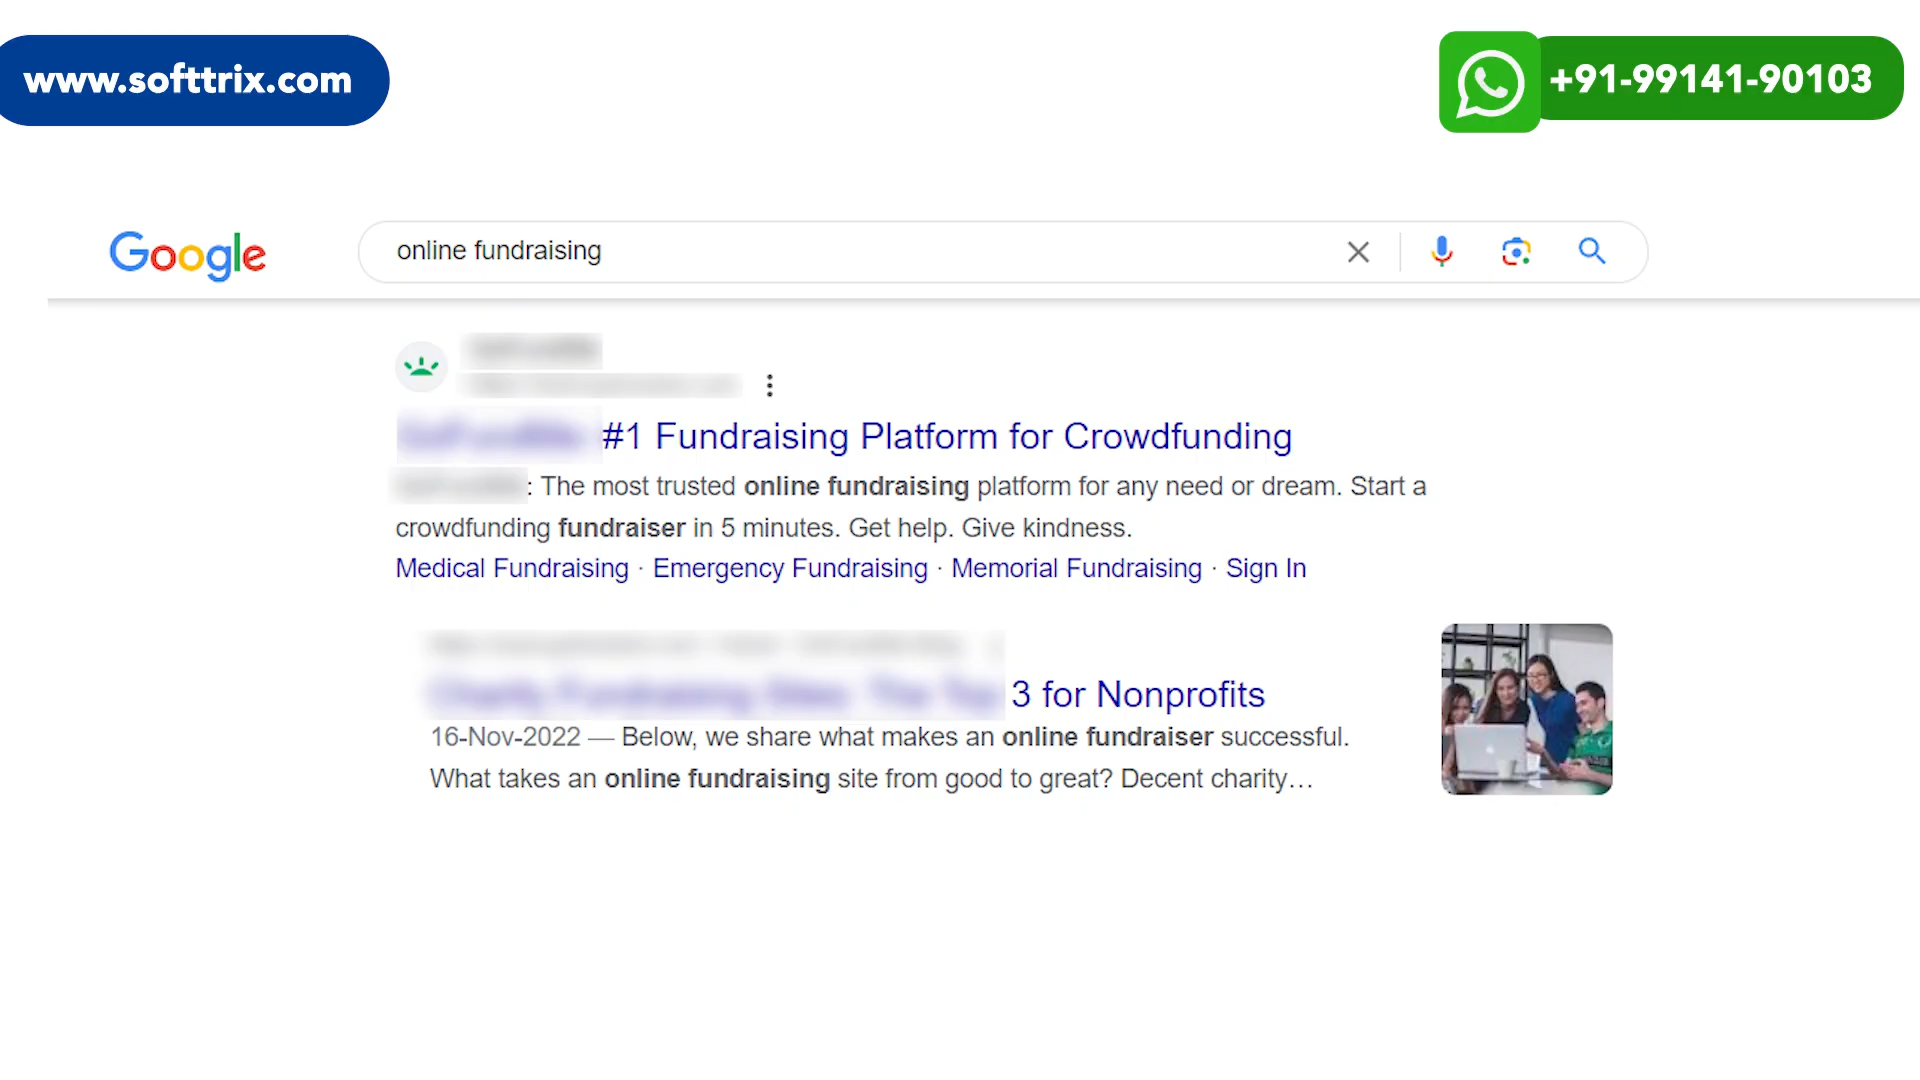 www.softtrix.com
+91-99141-90103
Google
online fundraising
#1 Fundraising Platform for Crowdfunding
: The most trusted online fundraising platform for any need or dream. Start a
crowdfunding fundraiser in 5 minutes. Get help. Give kindness.
Medical Fundraising · Emergency Fundraising · Memorial Fundraising · Sign In
3 for Nonprofits
16-Nov-2022 — Below, we share what makes an online fundraiser successful.
What takes an online fundraising site from good to great? Decent charity…